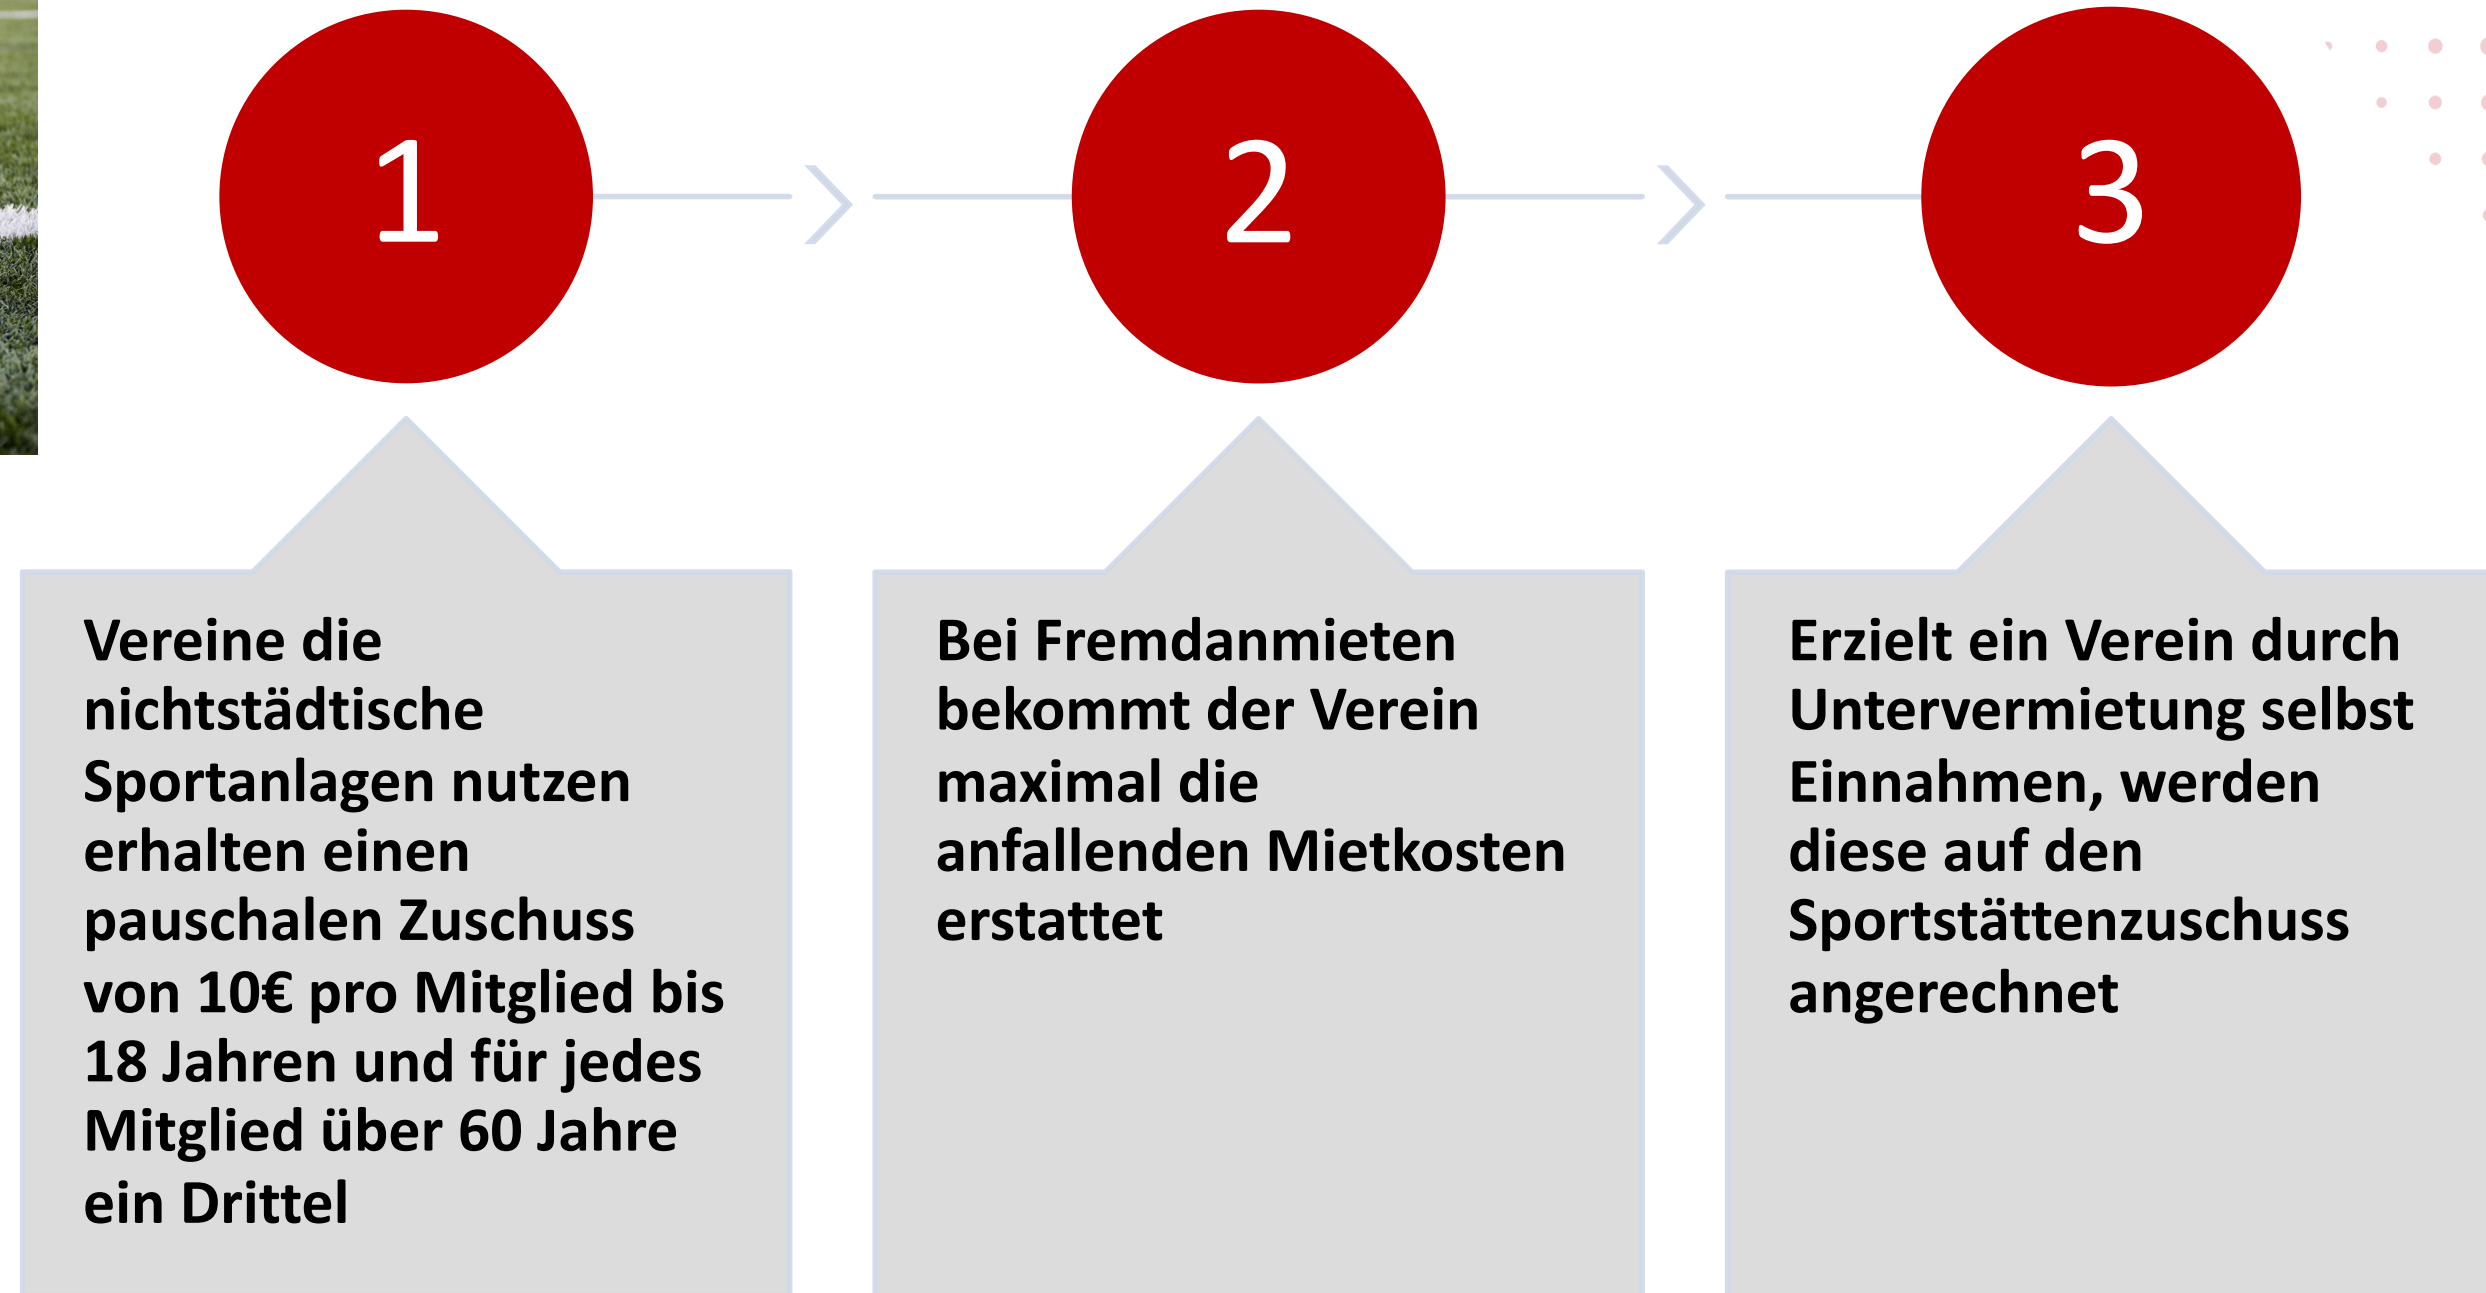 1
2
3
Vereine die
nichtstädtische
Sportanlagen nutzen
erhalten einen
pauschalen Zuschuss
von 10€ pro Mitglied bis
18 Jahren und für jedes
Mitglied über 60 Jahre
ein Drittel
Bei Fremdanmieten
bekommt der Verein
maximal die
anfallenden Mietkosten
erstattet
Erzielt ein Verein durch
Untervermietung selbst
Einnahmen, werden
diese auf den
Sportstättenzuschuss
angerechnet